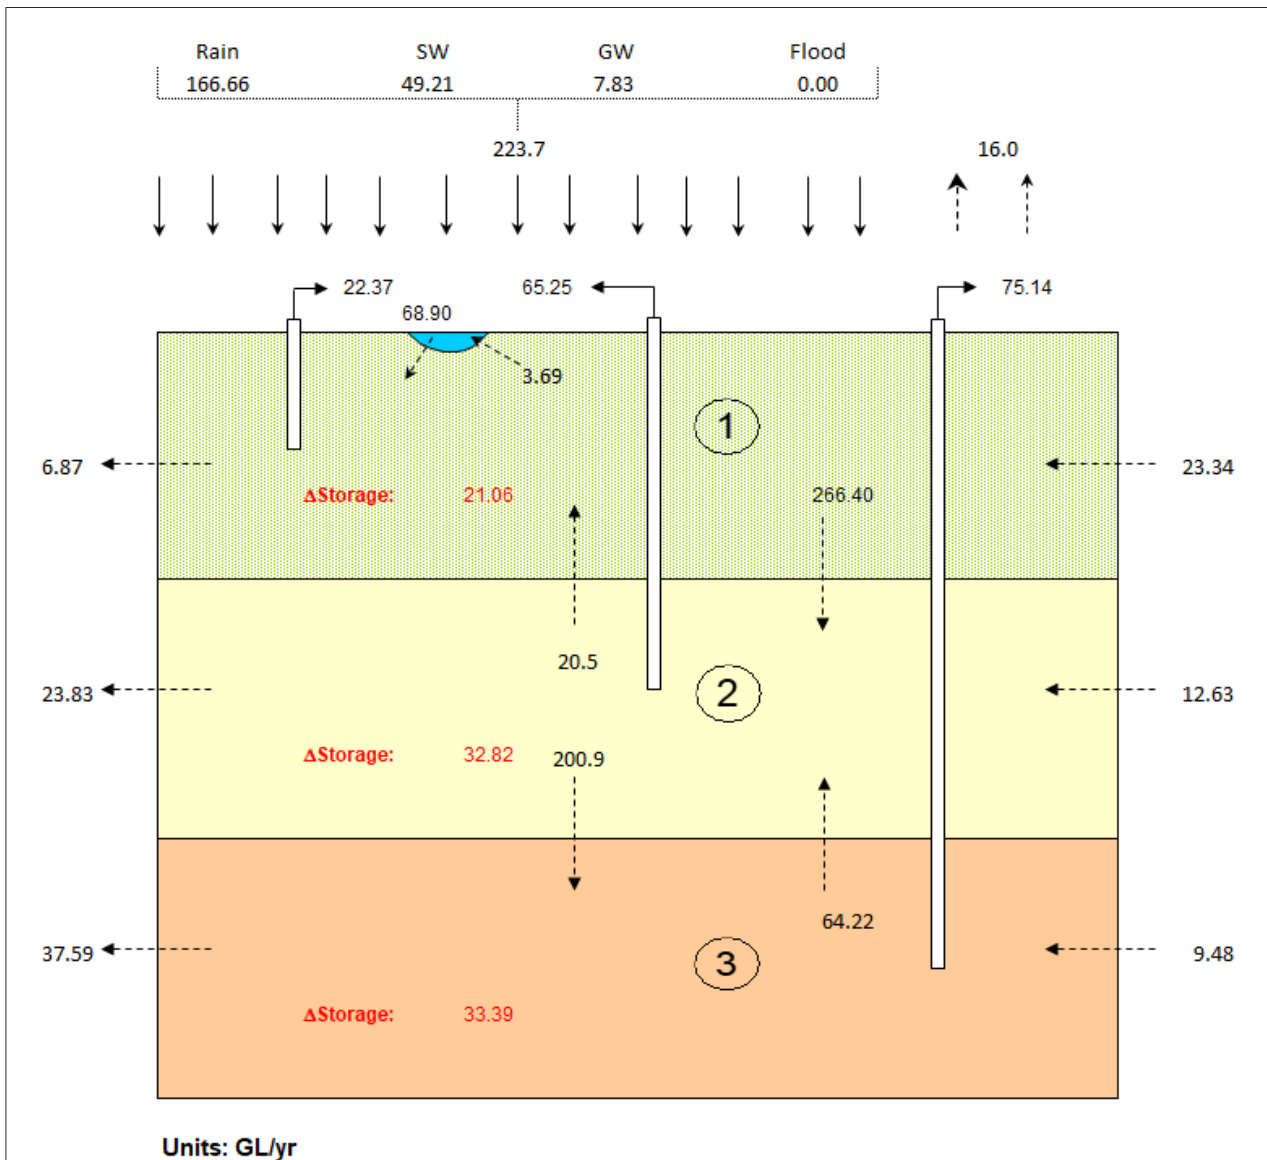 Rain SW GW Flood
166.66 49.21 7.83 0.00
223.7 16.0
22.37 65.25 75.14
68.90
3.69
1
6.87 23.34
ΔStorage: 21.06 266.40
20.5
2
23.83 12.63
ΔStorage: 32.82 200.9
64.22
3
37.59 9.48
ΔStorage: 33.39
Units: GL/yr